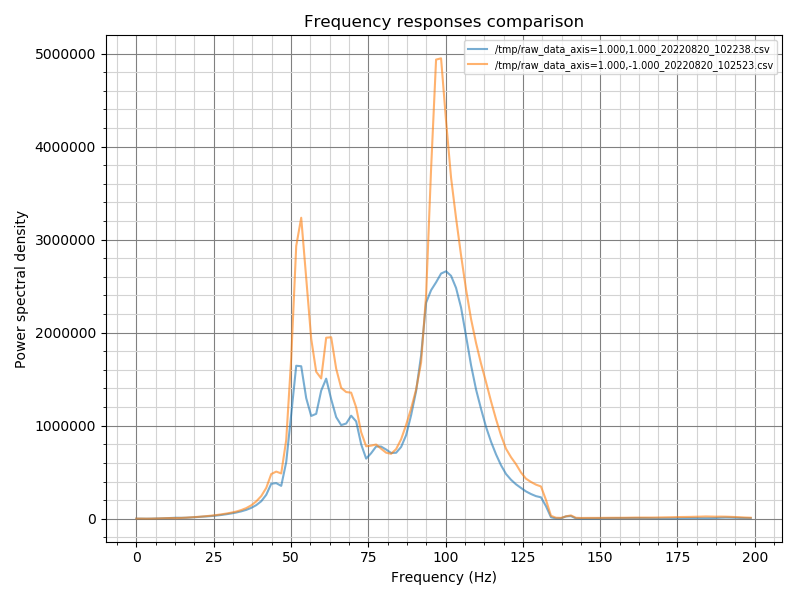 Frequency responses comparison
/tmp/raw_data_axis=1.000,1.000_20220820_102238.csv
/tmp/raw_data_axis=1.000,-1.000_20220820_102523.csv
5000000
4000000
3000000
2000000
1000000
0
Power spectral density
0 25 50 75 100 125 150 175 200
Frequency (Hz)